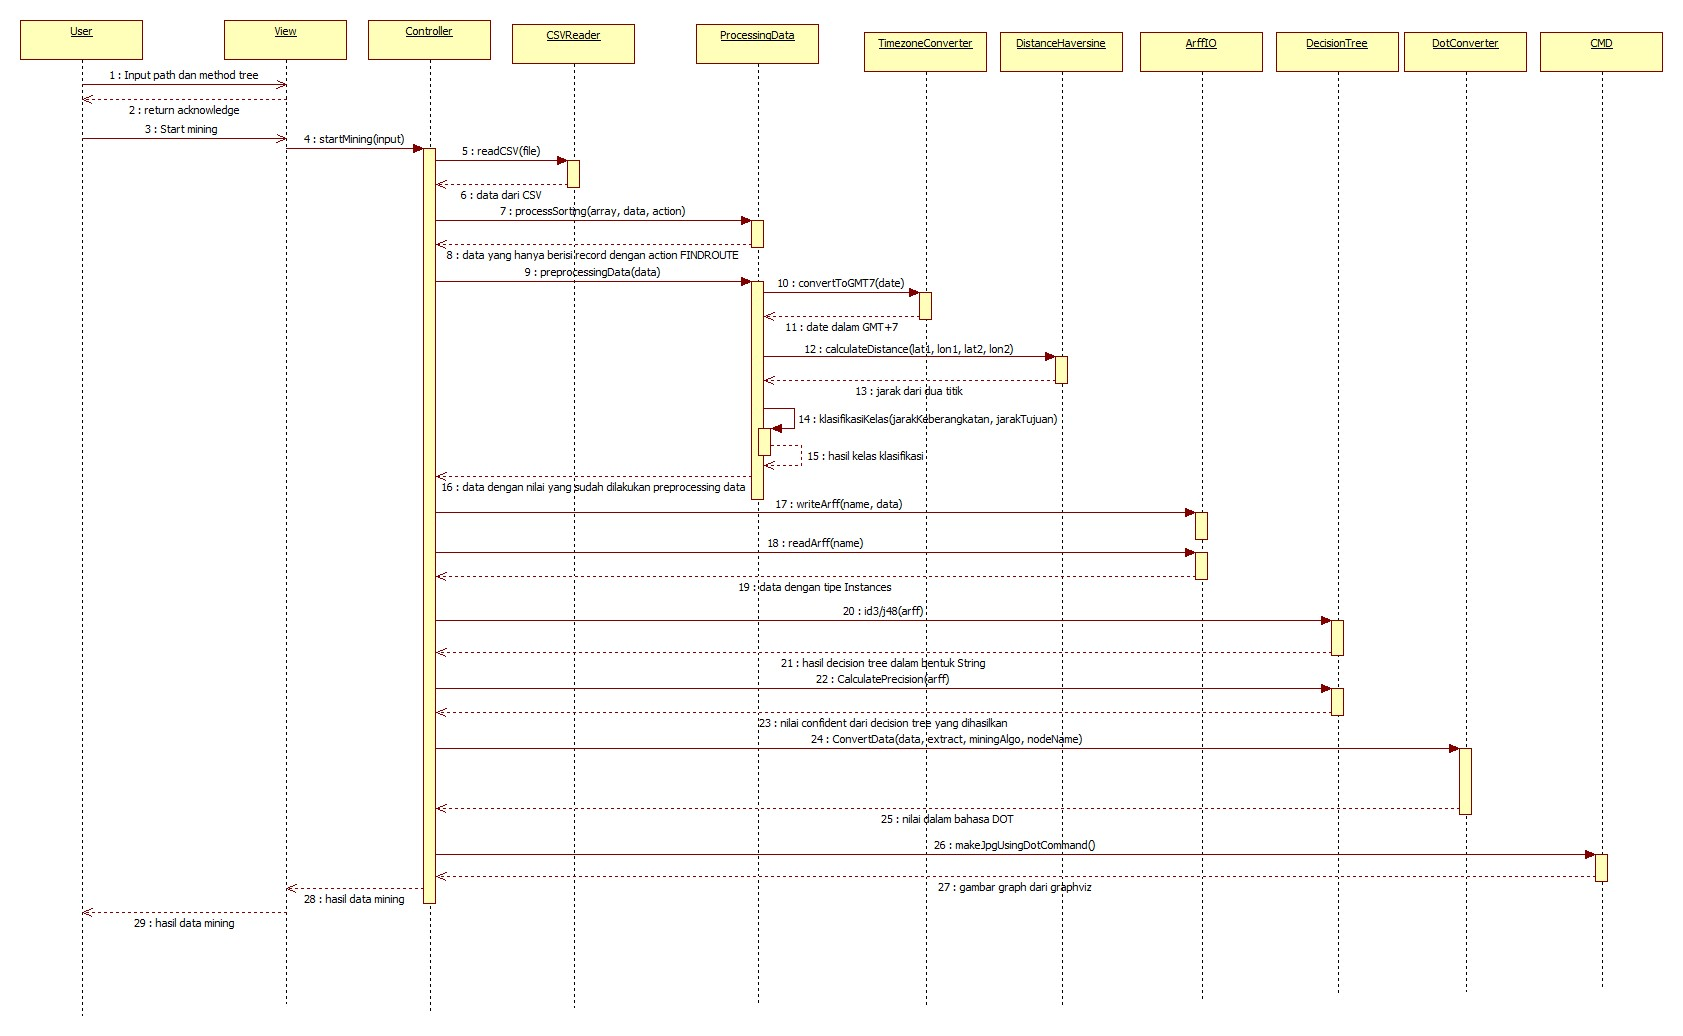 User
View
Controller
CSVReader
ProcessingData
TimezoneConverter
DistanceHaversine
ArffIO
DecisionTree
DotConverter
CMD
1 : Input path dan method tree
2 : return acknowledge
3 : Start mining
4 : startMining(input)
5 : readCSV(file)
6 : data dari CSV
7 : processSorting(array, data, action)
8 : data yang hanya berisi record dengan action FINDROUTE
9 : preprocessingData(data)
10 : convertToGMT7(date)
11 : date dalam GMT+7
12 : calculateDistance(lat1, lon1, lat2, lon2)
13 : jarak dari dua titik
14 : klasifikasiKelas(jarakKeberangkatan, jarakTujuan)
15 : hasil kelas klasifikasi
16 : data dengan nilai yang sudah dilakukan preprocessing data
17 : writeArff(name, data)
18 : readArff(name)
19 : data dengan tipe Instances
20 : id3/j48(arff)
21 : hasil decision tree dalam bentuk String
22 : CalculatePrecision(arff)
23 : nilai confident dari decision tree yang dihasilkan
24 : ConvertData(data, extract, miningAlgo, nodeName)
25 : nilai dalam bahasa DOT
26 : makeJpgUsingDotCommand()
27 : gambar graph dari graphviz
28 : hasil data mining
29 : hasil data mining